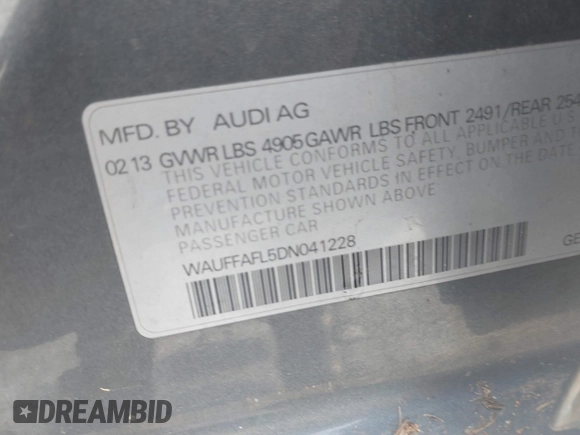 MFD. BY AUDI AG
02 13 GVWR LBS 4905 GAWR LBS FRONT 2491/REAR 254
THIS VEHICLE CONFORMS TO ALL APPLICABLE U.S.
FEDERAL MOTOR VEHICLE SAFETY, BUMPER AND T
PREVENTION STANDARDS IN EFFECT ON THE DATE
MANUFACTURE SHOWN ABOVE.
PASSENGER CAR
WAUFFAFL5DN041228
GE
DREAMBID